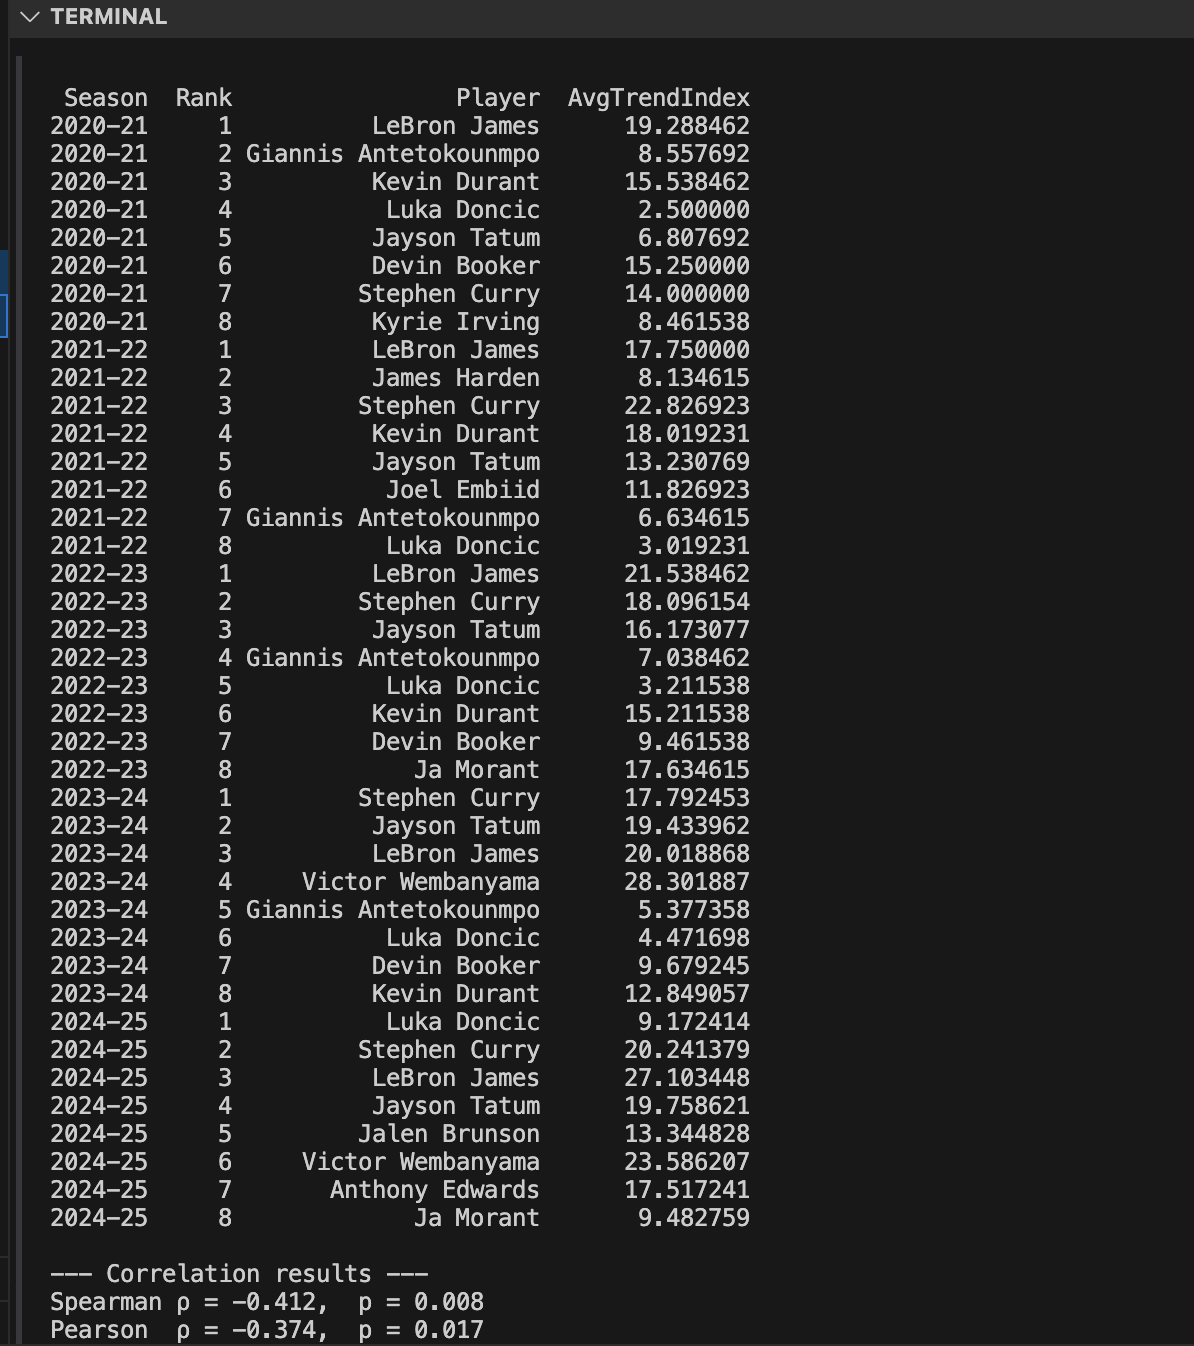 TERMINAL
Season Rank Player AvgTrendIndex
2020-21 1 LeBron James 19.288462
2020-21 2 Giannis Antetokounmpo 8.557692
2020-21 3 Kevin Durant 15.538462
2020-21 4 Luka Doncic 2.500000
2020-21 5 Jayson Tatum 6.807692
2020-21 6 Devin Booker 15.250000
2020-21 7 Stephen Curry 14.000000
2020-21 8 Kyrie Irving 8.461538
2021-22 1 LeBron James 17.750000
2021-22 2 James Harden 8.134615
2021-22 3 Stephen Curry 22.826923
2021-22 4 Kevin Durant 18.019231
2021-22 5 Jayson Tatum 13.230769
2021-22 6 Joel Embiid 11.826923
2021-22 7 Giannis Antetokounmpo 6.634615
2021-22 8 Luka Doncic 3.019231
2022-23 1 LeBron James 21.538462
2022-23 2 Stephen Curry 18.096154
2022-23 3 Jayson Tatum 16.173077
2022-23 4 Giannis Antetokounmpo 7.038462
2022-23 5 Luka Doncic 3.211538
2022-23 6 Kevin Durant 15.211538
2022-23 7 Devin Booker 9.461538
2022-23 8 Ja Morant 17.634615
2023-24 1 Stephen Curry 17.792453
2023-24 2 Jayson Tatum 19.433962
2023-24 3 LeBron James 20.018868
2023-24 4 Victor Wembanyama 28.301887
2023-24 5 Giannis Antetokounmpo 5.377358
2023-24 6 Luka Doncic 4.471698
2023-24 7 Devin Booker 9.679245
2023-24 8 Kevin Durant 12.849057
2024-25 1 Luka Doncic 9.172414
2024-25 2 Stephen Curry 20.241379
2024-25 3 LeBron James 27.103448
2024-25 4 Jayson Tatum 19.758621
2024-25 5 Jalen Brunson 13.344828
2024-25 6 Victor Wembanyama 23.586207
2024-25 7 Anthony Edwards 17.517241
2024-25 8 Ja Morant 9.482759
--- Correlation results ---
Spearman ρ = -0.412, p = 0.008
Pearson ρ = -0.374, p = 0.017